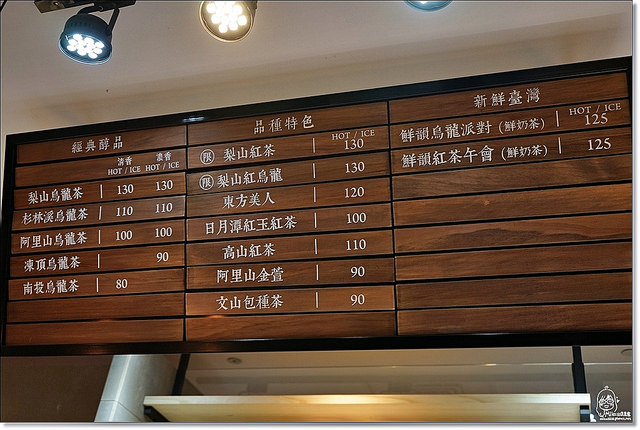 經典醇品
清香 濃香
HOT / ICE HOT / ICE
梨山烏龍茶 | 130 130
杉林溪烏龍茶 | 110 110
阿里山烏龍茶 | 100 100
凍頂烏龍茶 | 90
南投烏龍茶 | 80
品種特色
HOT / ICE
限 梨山紅茶 | 130
限 梨山紅烏龍 | 130
東方美人 | 120
日月潭紅玉紅茶 | 100
高山紅茶 | 110
阿里山金萱 | 90
文山包種茶 | 90
新鮮臺灣
HOT / ICE
鮮韻烏龍派對 (鮮奶茶) | 125
鮮韻紅茶午會 (鮮奶茶) | 125